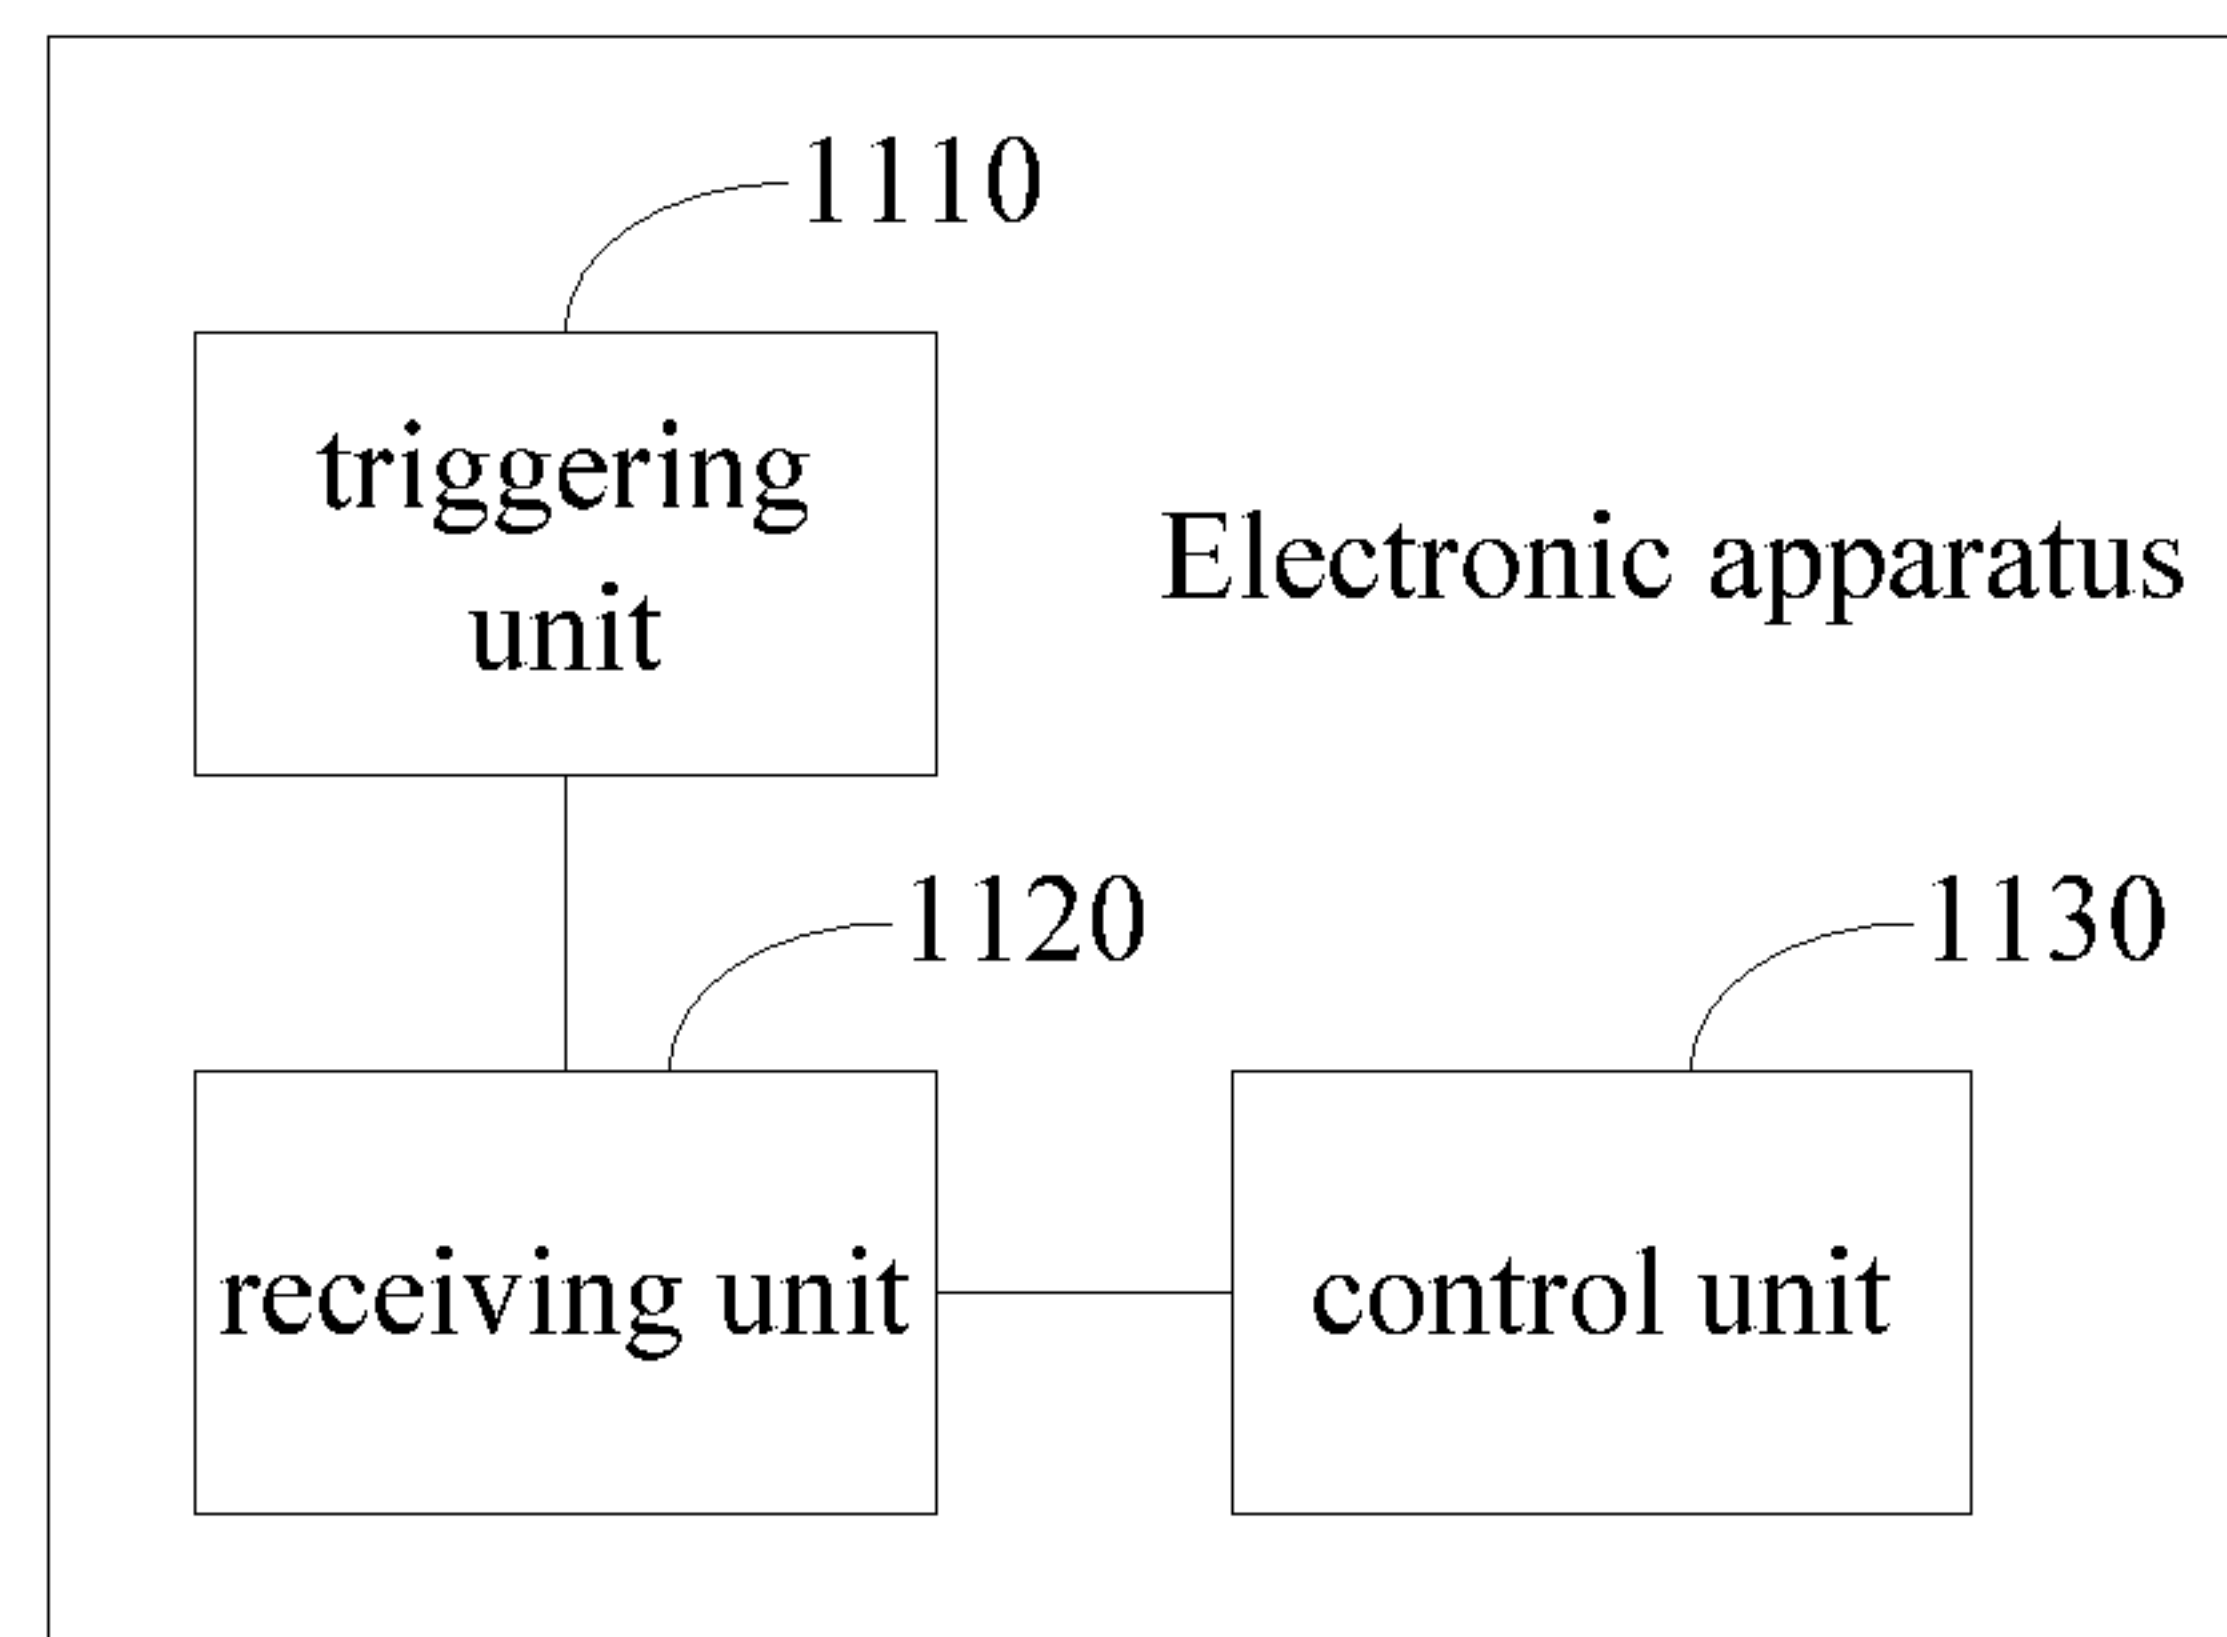 1110
triggering
unit
Electronic apparatus
1120
1130
receiving unit
control unit